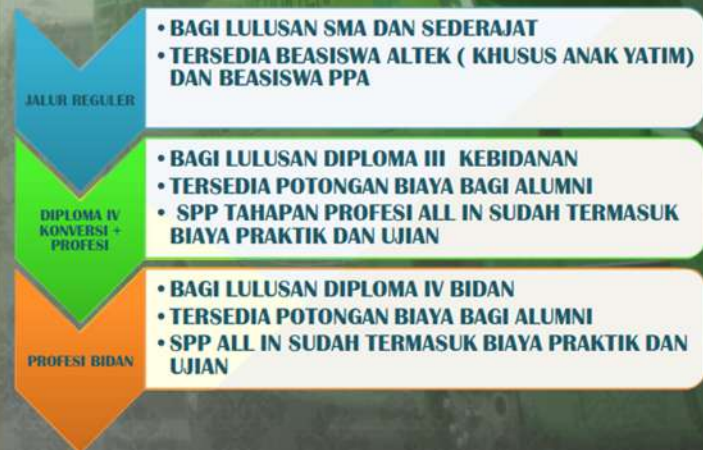 JALUR REGULER
• BAGI LULUSAN SMA DAN SEDERAJAT
• TERSEDIA BEASISWA ALTEK ( KHUSUS ANAK YATIM)
DAN BEASISWA PPA
DIPLOMA IV
KONVERSI +
PROFESI
• BAGI LULUSAN DIPLOMA III KEBIDANAN
• TERSEDIA POTONGAN BIAYA BAGI ALUMNI
• SPP TAHAPAN PROFESI ALL IN SUDAH TERMASUK
BIAYA PRAKTIK DAN UJIAN
PROFESI BIDAN
• BAGI LULUSAN DIPLOMA IV BIDAN
• TERSEDIA POTONGAN BIAYA BAGI ALUMNI
• SPP ALL IN SUDAH TERMASUK BIAYA PRAKTIK DAN
UJIAN